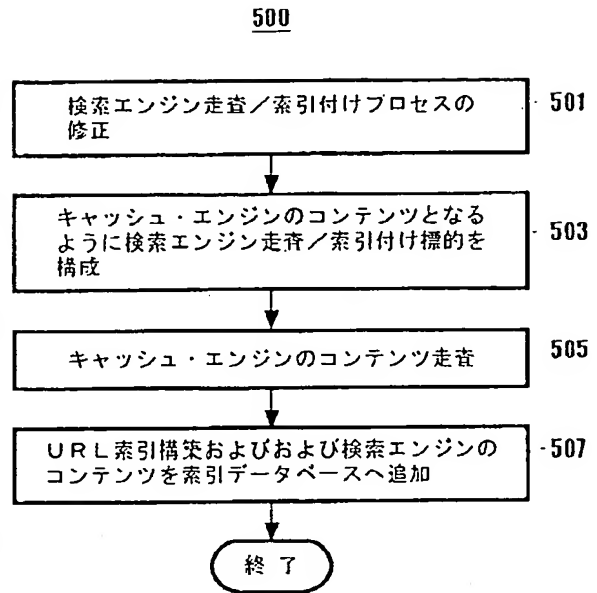 500
検索エンジン走査／索引付けプロセスの
修正
501
キャッシュ・エンジンのコンテンツとなる
ように検索エンジン走査／索引付け標的を
構成
503
キャッシュ・エンジンのコンテンツ走査
505
ＵＲＬ索引構築およびおよび検索エンジンの
コンテンツを索引データベースへ追加
507
終了